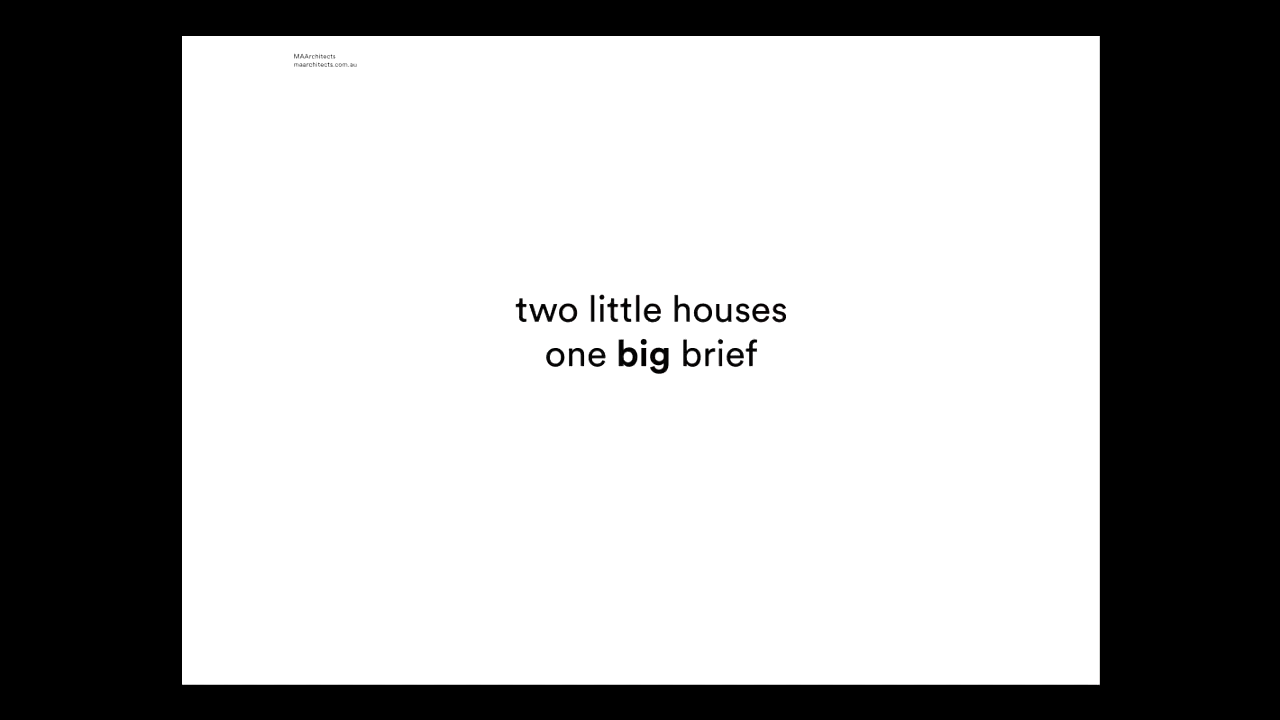 MAArchitects
maarchitects.com.au
two little houses
one big brief